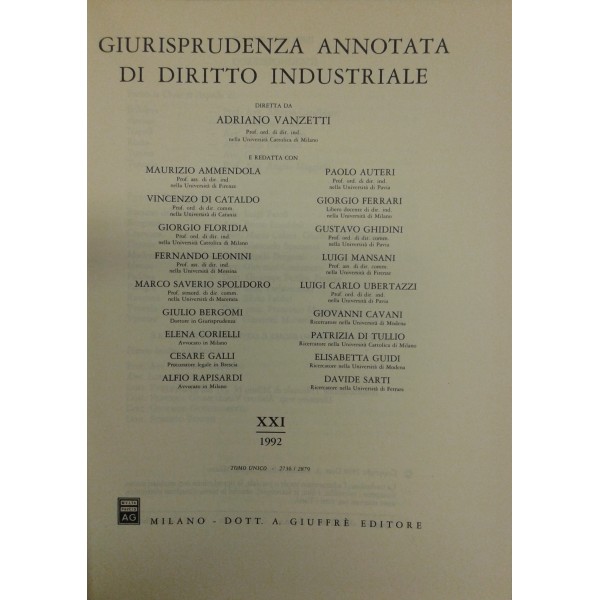 GIURISPRUDENZA ANNOTATA
DI DIRITTO INDUSTRIALE
DIRETTA DA
ADRIANO VANZETTI
Prof. ord. di dir. ind.
nella Università Cattolica di Milano
E REDATTA CON
MAURIZIO AMMENDOLA
Prof. ass. di dir. ind.
nella Università di Firenze
VINCENZO DI CATALDO
Prof. ord. di dir. comm.
nella Università di Catania
GIORGIO FLORIDIA
Prof. ord. di dir. ind.
nella Università Cattolica di Milano
FERNANDO LEONINI
Prof. ass. di dir. ind.
nella Università di Messina
MARCO SAVERIO SPOLIDORO
di dir. comm.
nella Università di Macerata
GIULIO BERGOMI
Dottore in Giurisprudenza
ELENA CORIELLI
Avvocato in Milano
CESARE GALLI
Procuratore legale in Brescia
ALFIO RAPISARDI
Avvocato in Milano
PAOLO AUTERI
Prof. ord. di dir. ind.
nella Università di Pavia
GIORGIO FERRARI
Libero docente di dir. ind.
nella Università di Milano
GUSTAVO GHIDINI
Prof. ord. di dir. comm.
nella Università di Pavia
LUIGI MANSANI
Prof. ass. di dir. comm.
nella Università di Firenze
LUIGI CARLO UBERTAZZI
Prof. ord. di dir. ind.
nella Università di Pavia
GIOVANNI CAVANI
Ricercatore nella Università di Modena
PATRIZIA DI TULLIO
Ricercatore nella Università Cattolica di Milano
ELISABETTA GUIDI
Ricercatore nella Università di Modena
DAVIDE SARTI
Ricercatore nella Università di Ferrara
XXI
1992
TOMO UNICO - 2736 / 2879
AG
MILANO - DOTT. A. GIUFFRÈ EDITORE